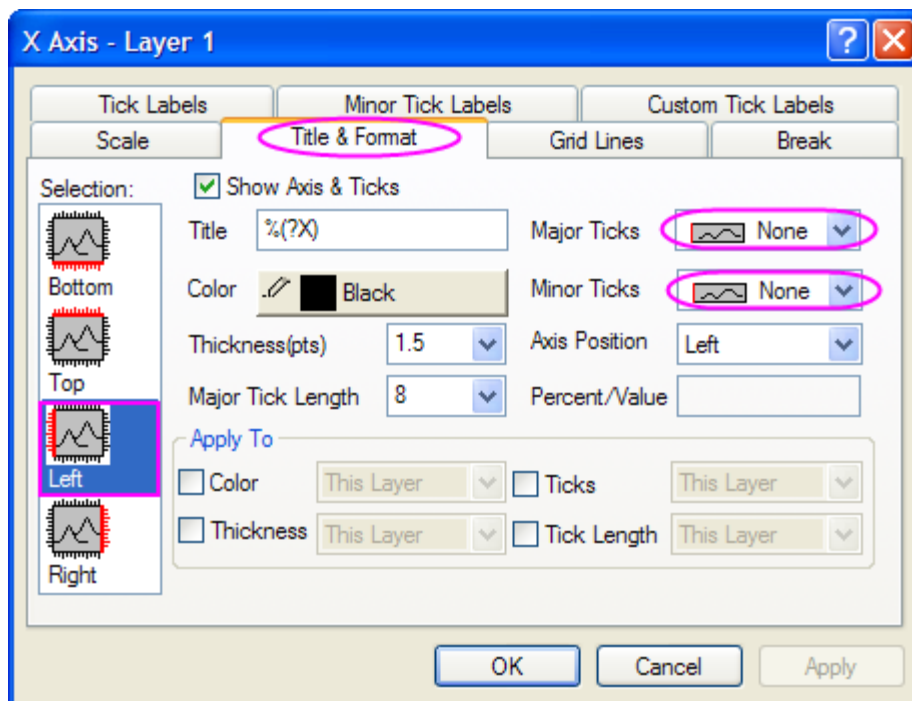 X Axis - Layer 1
Tick Labels Minor Tick Labels Custom Tick Labels
Scale Title & Format Grid Lines Break
Selection:
Bottom
Top
Left
Right
Show Axis & Ticks
Title %(?X) Major Ticks None
Color Black Minor Ticks None
Thickness(pts) 1.5 Axis Position Left
Major Tick Length 8 Percent/Value
Apply To
Color This Layer Ticks This Layer
Thickness This Layer Tick Length This Layer
OK Cancel Apply